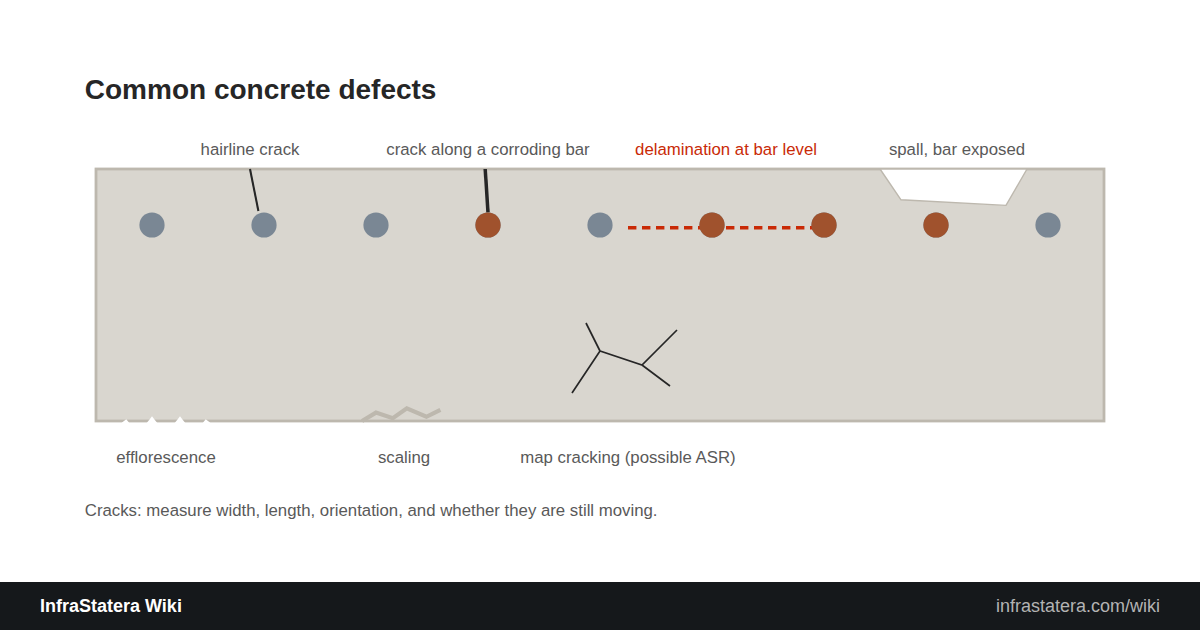 Common concrete defects
hairline crack
crack along a corroding bar
delamination at bar level
spall, bar exposed
efflorescence
scaling
map cracking (possible ASR)
Cracks: measure width, length, orientation, and whether they are still moving.
InfraStatera Wiki
infrastatera.com/wiki